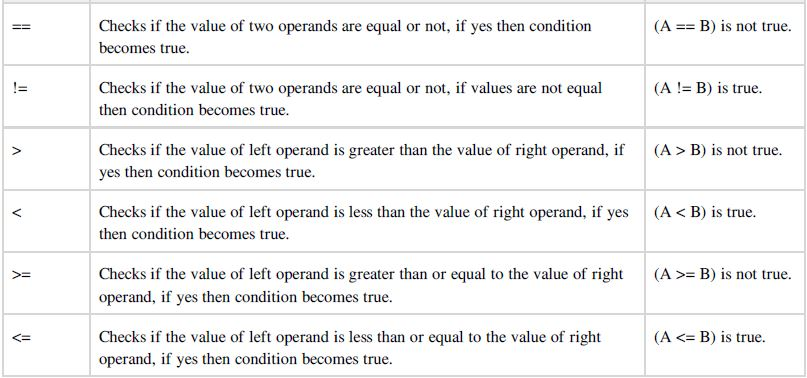 == Checks if the value of two operands are equal or not, if yes then condition (A == B) is not true.
becomes true.
!= Checks if the value of two operands are equal or not, if values are not equal (A != B) is true.
then condition becomes true.
> Checks if the value of left operand is greater than the value of right operand, if (A > B) is not true.
yes then condition becomes true.
< Checks if the value of left operand is less than the value of right operand, if yes (A < B) is true.
then condition becomes true.
>= Checks if the value of left operand is greater than or equal to the value of right (A >= B) is not true.
operand, if yes then condition becomes true.
<= Checks if the value of left operand is less than or equal to the value of right (A <= B) is true.
operand, if yes then condition becomes true.